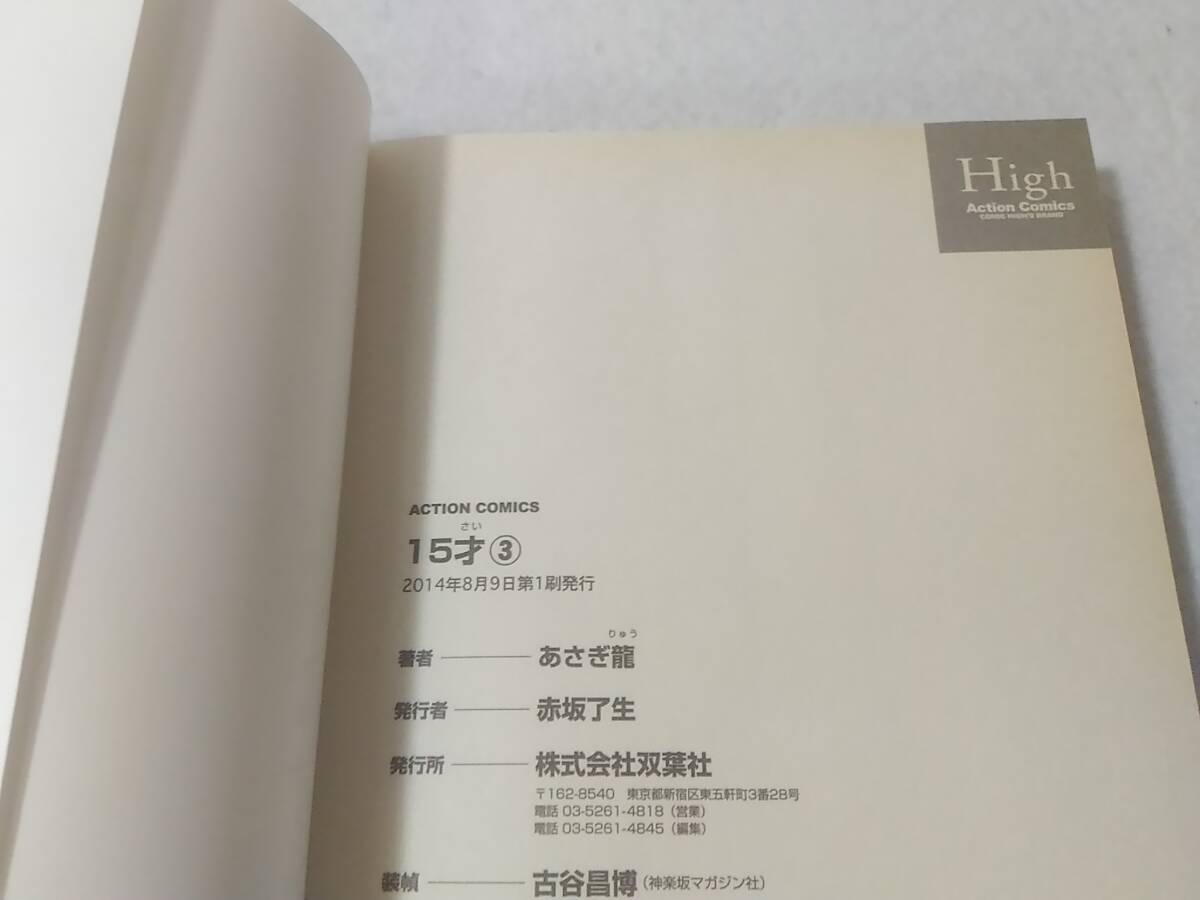 High
Action Comics
COMIC HIGH'S BRAND
ACTION COMICS
さい
15才③
2014年8月9日第1刷発行
りゅう
著者 ――― あさぎ龍
発行者 ――― 赤坂了生
発行所 ――― 株式会社双葉社
〒162-8540 東京都新宿区東五軒町3番28号
電話 03-5261-4818（営業）
電話 03-5261-4845（編集）
装幀 ――― 古谷昌博（神楽坂マガジン社）